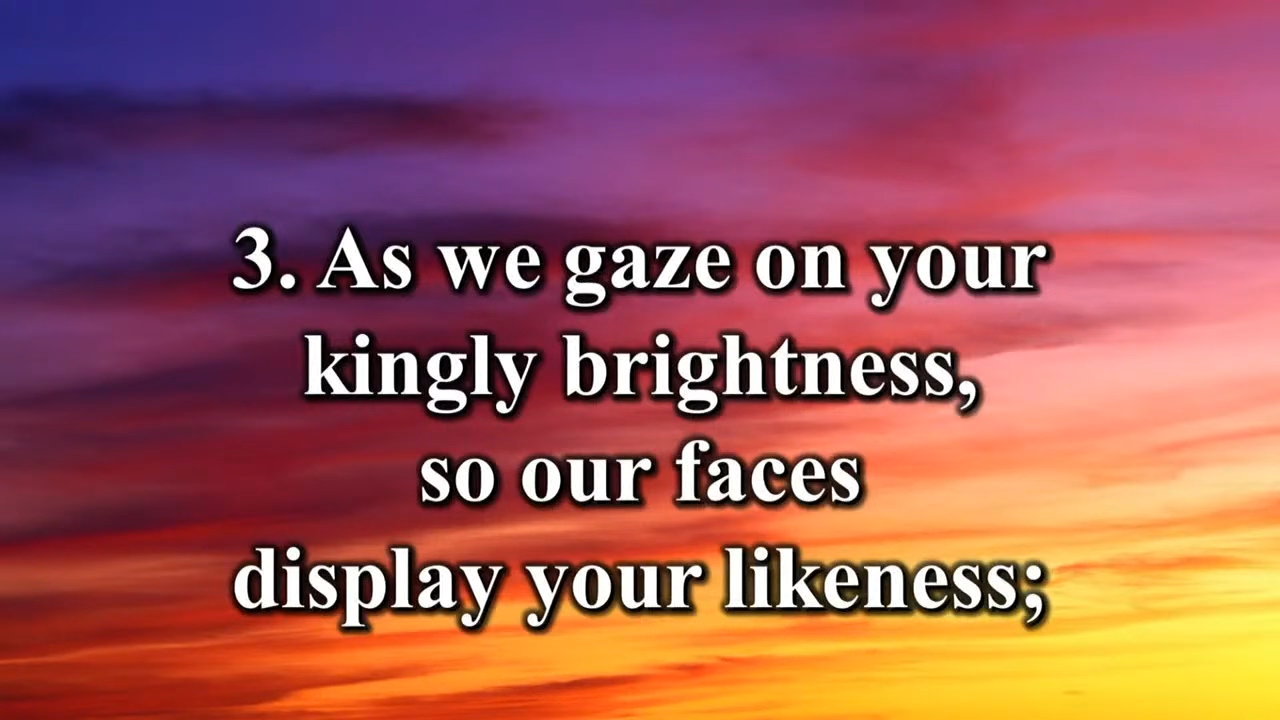 3. As we gaze on your
kingly brightness,
so our faces
display your likeness;